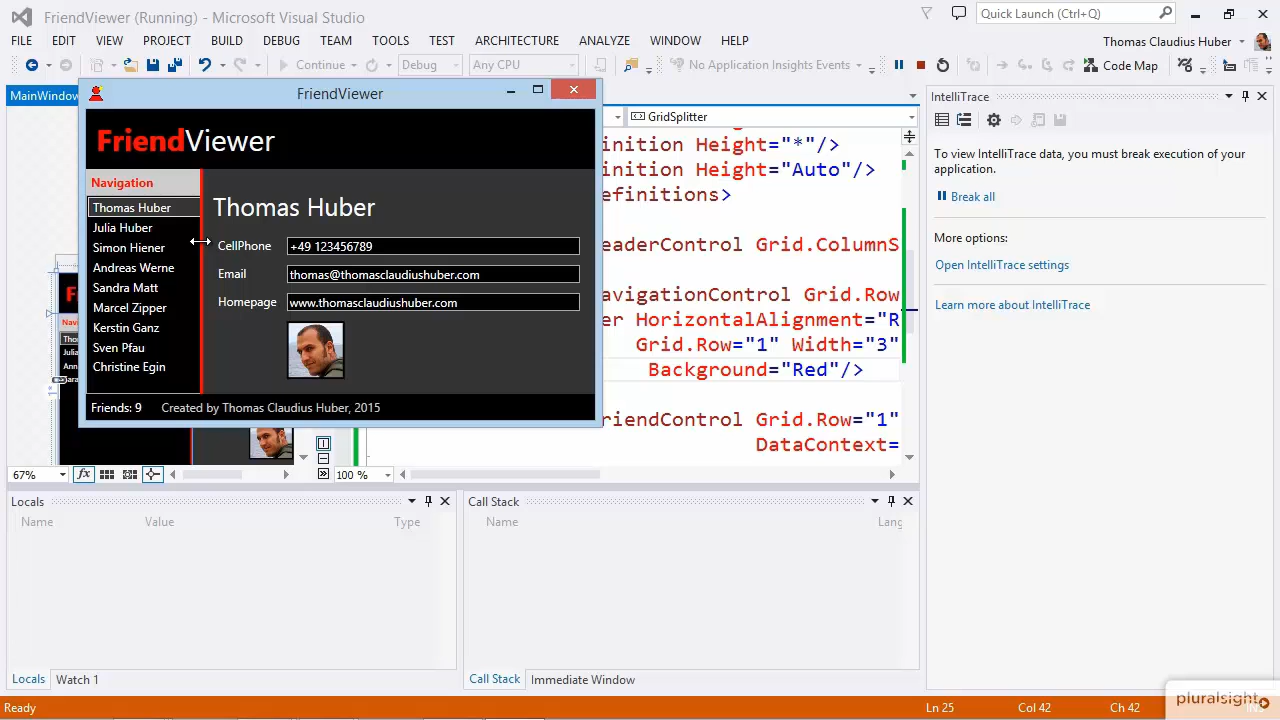 FriendViewer (Running) - Microsoft Visual Studio
Quick Launch (Ctrl+Q)
FILE EDIT VIEW PROJECT BUILD DEBUG TEAM TOOLS TEST ARCHITECTURE ANALYZE WINDOW HELP
Thomas Claudius Huber
Continue Debug Any CPU No Application Insights Events Code Map
MainWindow
FriendViewer
FriendViewer
Navigation
Thomas Huber
Julia Huber
Simon Hiener
Andreas Werne
Sandra Matt
Marcel Zipper
Kerstin Ganz
Sven Pfau
Christine Egin
Thomas Huber
CellPhone +49 123456789
Email thomas@thomasclaudiushuber.com
Homepage www.thomasclaudiushuber.com
Friends: 9 Created by Thomas Claudius Huber, 2015
GridSplitter
inition Height="*"/>
inition Height="Auto"/>
efinitions>
eaderControl Grid.ColumnS
avigationControl Grid.Row
er HorizontalAlignment="R
Grid.Row="1" Width="3"
Background="Red"/>
riendControl Grid.Row="1"
DataContext=
67% fx 100 %
IntelliTrace
To view IntelliTrace data, you must break execution of your
application.
Break all
More options:
Open IntelliTrace settings
Learn more about IntelliTrace
Locals
Name Value Type
Call Stack
Name Lang
Locals Watch 1
Call Stack Immediate Window
Ready Ln 25 Col 42 Ch 42
pluralsight